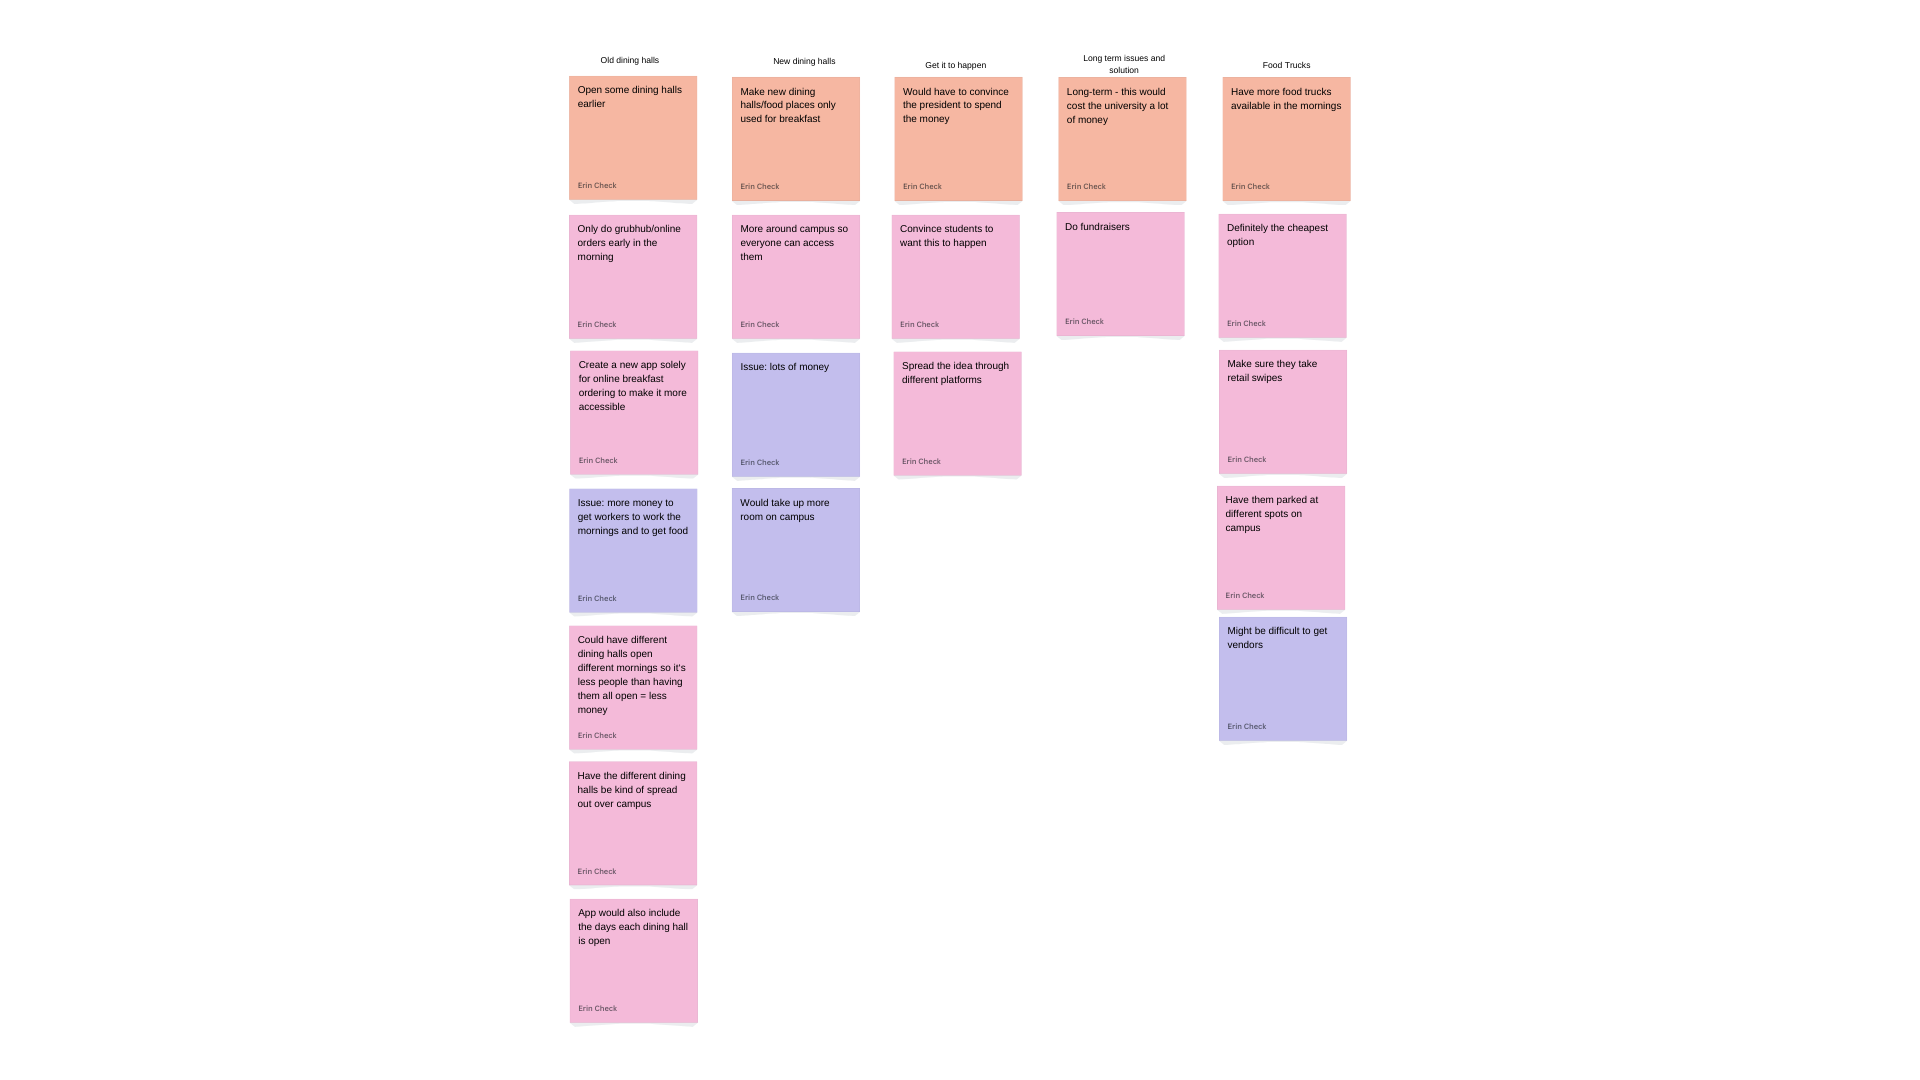 Old dining halls
Open some dining halls
earlier
Erin Check
Only do grubhub/online
orders early in the
morning
Erin Check
Create a new app solely
for online breakfast
ordering to make it more
accessible
Erin Check
Issue: more money to
get workers to work the
mornings and to get food
Erin Check
Could have different
dining halls open
different mornings so it's
less people than having
them all open = less
money
Erin Check
Have the different dining
halls be kind of spread
out over campus
Erin Check
App would also include
the days each dining hall
is open
Erin Check
New dining halls
Make new dining
halls/food places only
used for breakfast
Erin Check
More around campus so
everyone can access
them
Erin Check
Issue: lots of money
Erin Check
Would take up more
room on campus
Erin Check
Get it to happen
Would have to convince
the president to spend
the money
Erin Check
Convince students to
want this to happen
Erin Check
Spread the idea through
different platforms
Erin Check
Long term issues and
solution
Long-term - this would
cost the university a lot
of money
Erin Check
Do fundraisers
Erin Check
Food Trucks
Have more food trucks
available in the mornings
Erin Check
Definitely the cheapest
option
Erin Check
Make sure they take
retail swipes
Erin Check
Have them parked at
different spots on
campus
Erin Check
Might be difficult to get
vendors
Erin Check